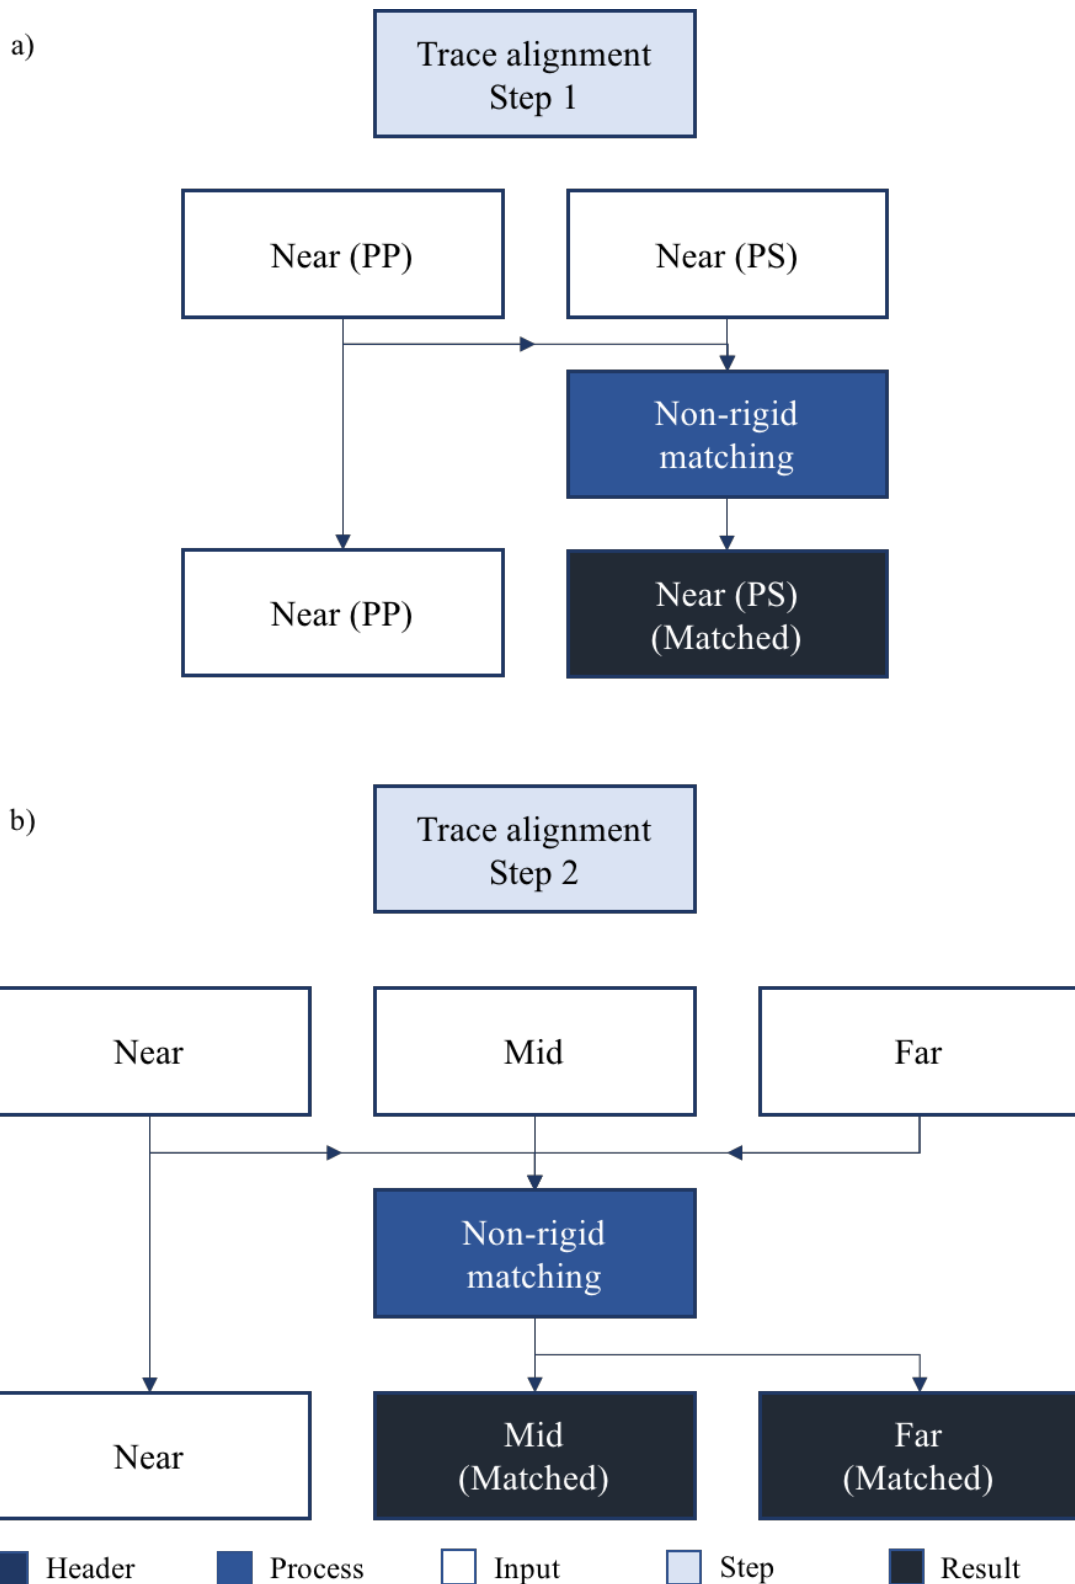 a)
Trace alignment
Step 1
Near (PP)
Near (PS)
Non-rigid
matching
Near (PP)
Near (PS)
(Matched)
b)
Trace alignment
Step 2
Near
Mid
Far
Non-rigid
matching
Near
Mid
(Matched)
Far
(Matched)
Header
Process
Input
Step
Result